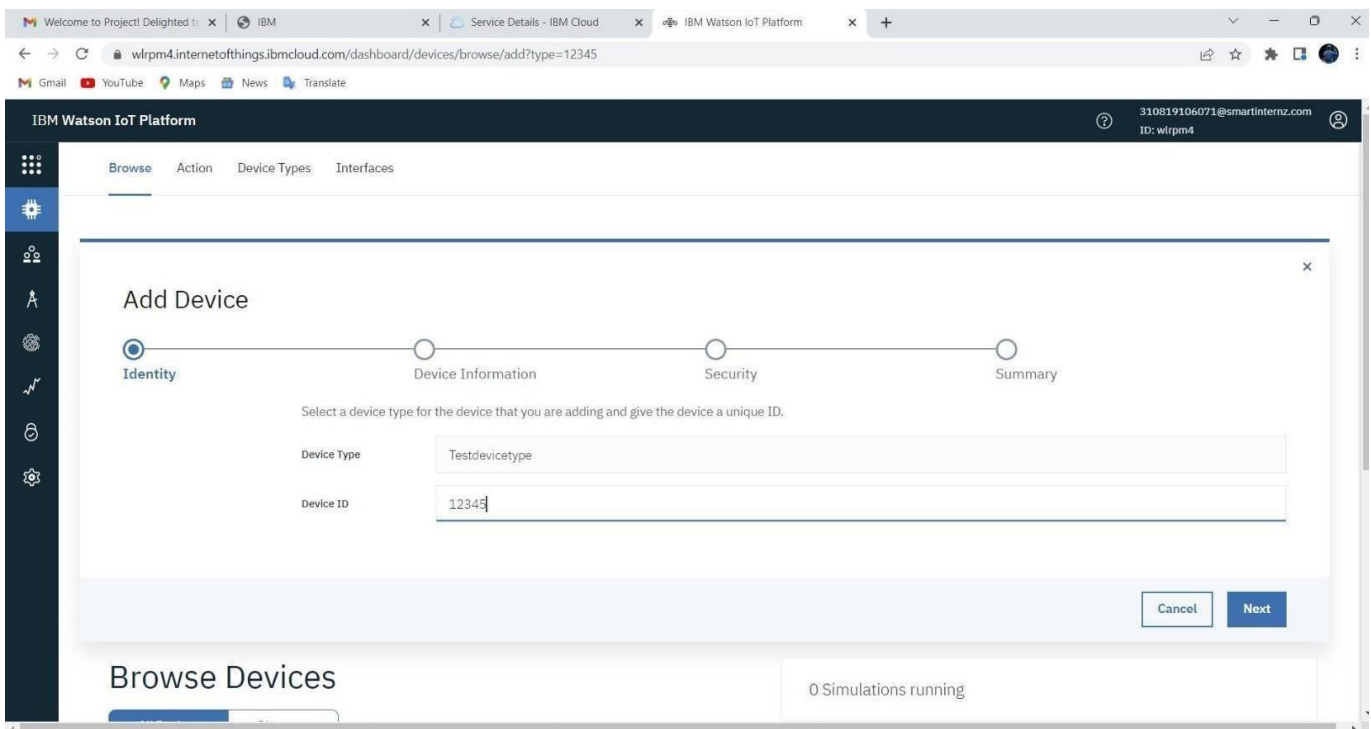 Welcome to Project! Delighted to
IBM
Service Details - IBM Cloud
IBM Watson IoT Platform
wlrpm4.internetofthings.ibmcloud.com/dashboard/devices/browse/add?type=12345
Gmail YouTube Maps News Translate
IBM Watson IoT Platform
310819106071@smartinternz.com
ID: wlrpm4
Browse Action Device Types Interfaces
Add Device
Identity Device Information Security Summary
Select a device type for the device that you are adding and give the device a unique ID.
Device Type Testdevicetype
Device ID 12345
Cancel Next
Browse Devices
0 Simulations running